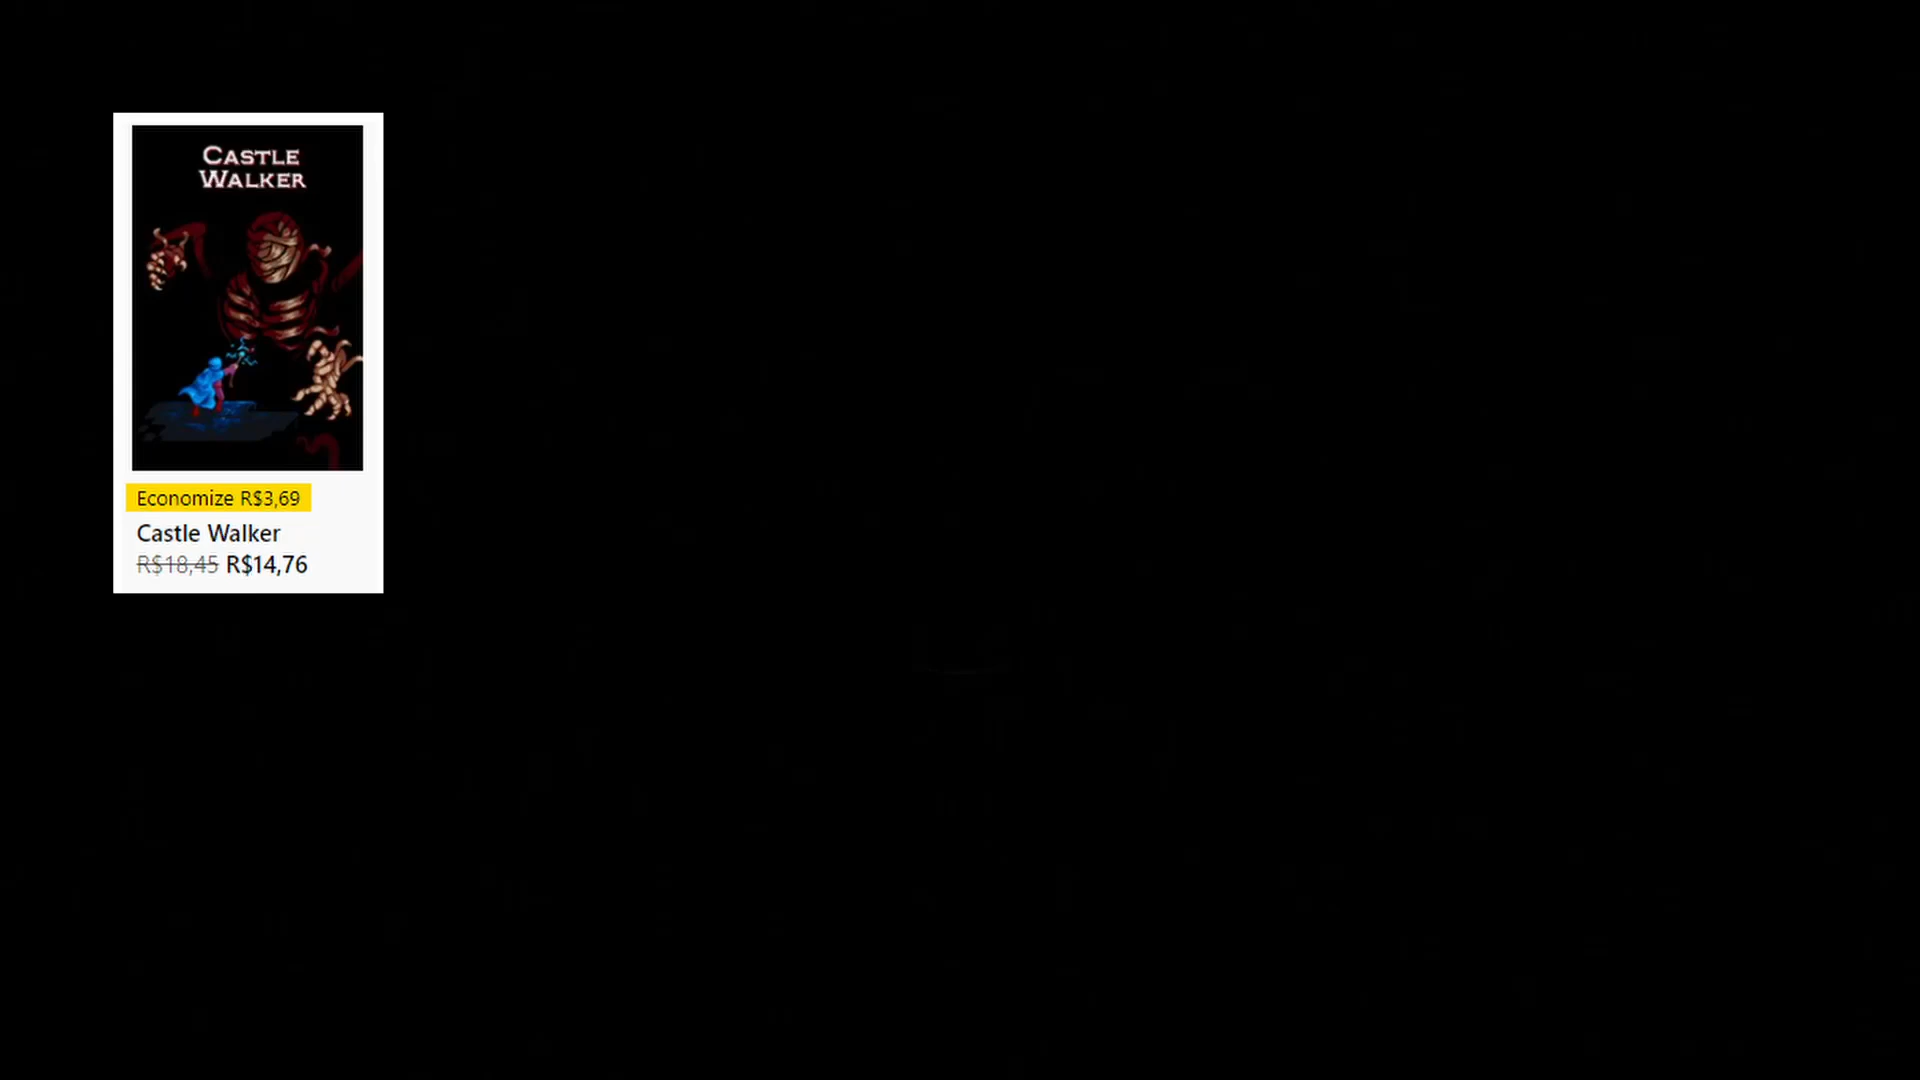 CASTLE
WALKER
Economize R$3,69
Castle Walker
R$18,45 R$14,76